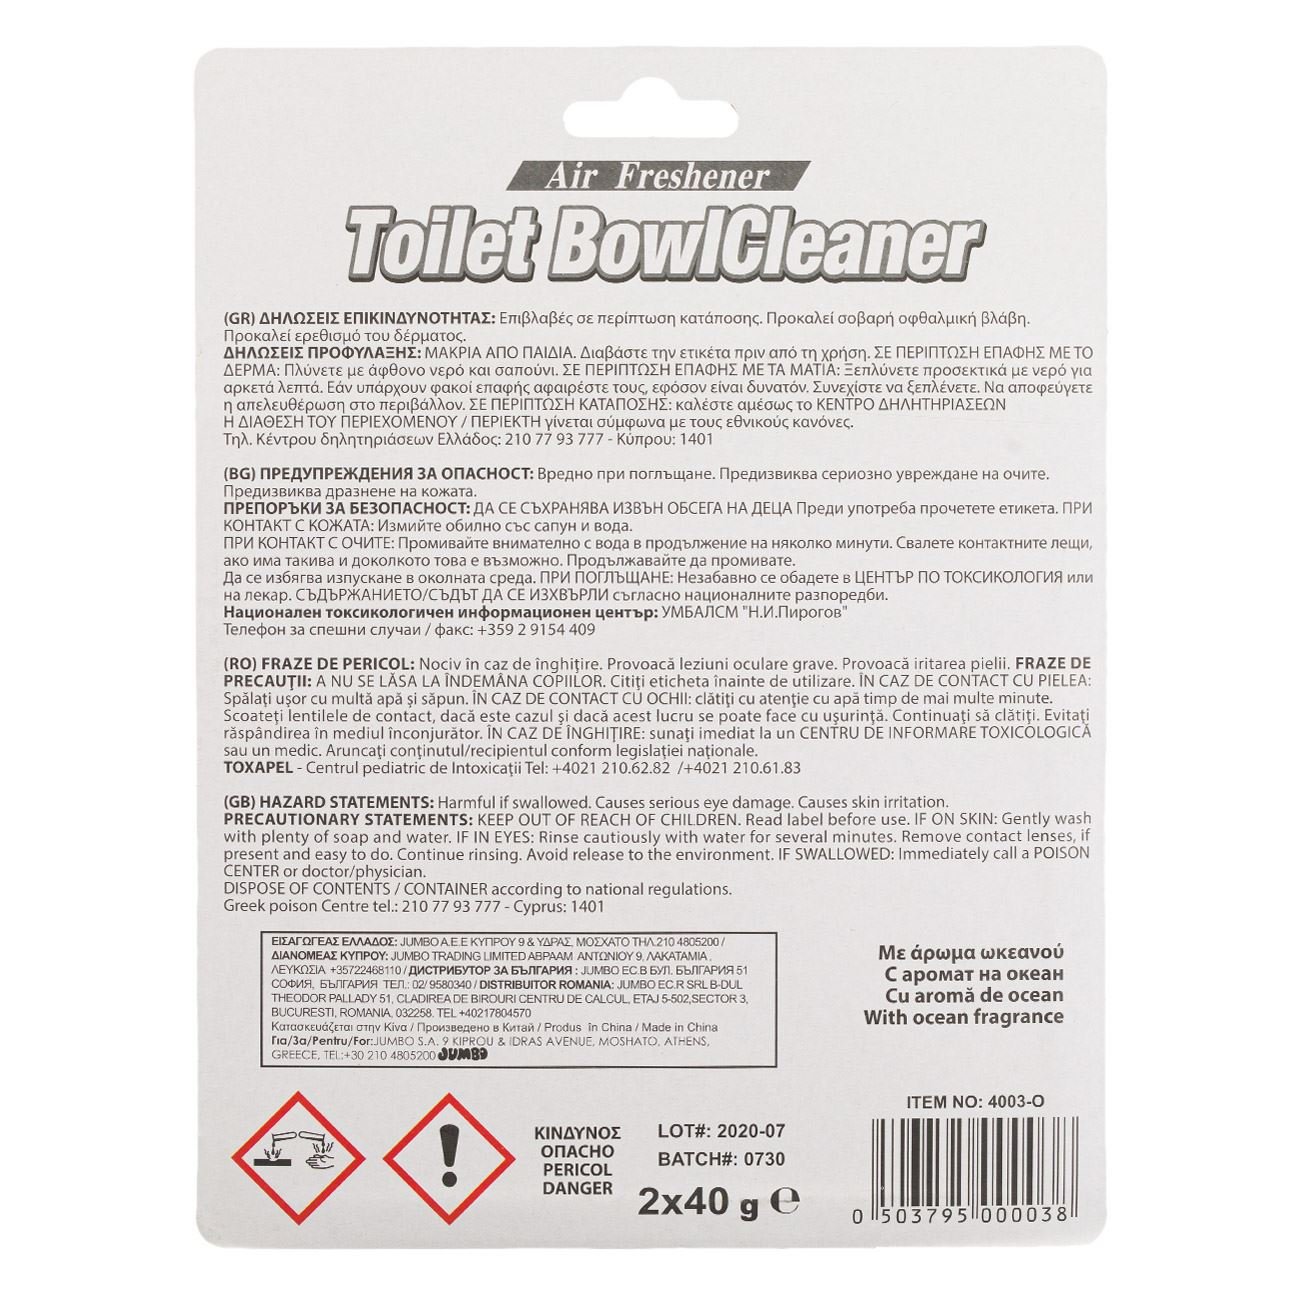 Air Freshener
Toilet BowlCleaner
(GR) ΔΗΛΩΣΕΙΣ ΕΠΙΚΙΝΔΥΝΟΤΗΤΑΣ: Επιβλαβές σε περίπτωση κατάποσης. Προκαλεί σοβαρή οφθαλμική βλάβη.
Προκαλεί ερεθισμό του δέρματος.
ΔΗΛΩΣΕΙΣ ΠΡΟΦΥΛΑΞΗΣ: ΜΑΚΡΙΑ ΑΠΟ ΠΑΙΔΙΑ. Διαβάστε την ετικέτα πριν από τη χρήση. ΣΕ ΠΕΡΙΠΤΩΣΗ ΕΠΑΦΗΣ ΜΕ ΤΟ
ΔΕΡΜΑ: Πλύνετε με άφθονο νερό και σαπούνι. ΣΕ ΠΕΡΙΠΤΩΣΗ ΕΠΑΦΗΣ ΜΕ ΤΑ ΜΑΤΙΑ: Ξεπλύνετε προσεκτικά με νερό για
αρκετά λεπτά. Εάν υπάρχουν φακοί επαφής αφαιρέστε τους, εφόσον είναι δυνατόν. Συνεχίστε να ξεπλένετε. Να αποφεύγετε
η απελευθέρωση στο περιβάλλον. ΣΕ ΠΕΡΙΠΤΩΣΗ ΚΑΤΑΠΟΣΗΣ: καλέστε αμέσως το ΚΕΝΤΡΟ ΔΗΛΗΤΗΡΙΑΣΕΩΝ
Η ΔΙΑΘΕΣΗ ΤΟΥ ΠΕΡΙΕΧΟΜΕΝΟΥ / ΠΕΡΙΕΚΤΗ γίνεται σύμφωνα με τους εθνικούς κανόνες.
Τηλ. Κέντρου δηλητηριάσεων Ελλάδος: 210 77 93 777 - Κύπρου: 1401
(BG) ПРЕДУПРЕЖДЕНИЯ ЗА ОПАСНОСТ: Вредно при поглъщане. Предизвиква сериозно увреждане на очите.
Предизвиква дразнене на кожата.
ПРЕПОРЪКИ ЗА БЕЗОПАСНОСТ: ДА СЕ СЪХРАНЯВА ИЗВЪН ОБСЕГА НА ДЕЦА Преди употреба прочетете етикета. ПРИ
КОНТАКТ С КОЖАТА: Измийте обилно със сапун и вода.
ПРИ КОНТАКТ С ОЧИТЕ: Промивайте внимателно с вода в продължение на няколко минути. Свалете контактните лещи,
ако има такива и доколкото това е възможно. Продължавайте да промивате.
Да се избягва изпускане в околната среда. ПРИ ПОГЛЪЩАНЕ: Незабавно се обадете в ЦЕНТЪР ПО ТОКСИКОЛОГИЯ или
на лекар. СЪДЪРЖАНИЕТО/СЪДЪТ ДА СЕ ИЗХВЪРЛИ съгласно националните разпоредби.
Национален токсикологичен информационен център: УМБАЛСМ "Н.И.Пирогов"
Телефон за спешни случаи / факс: +359 2 9154 409
(RO) FRAZE DE PERICOL: Nociv în caz de înghițire. Provoacă leziuni oculare grave. Provoacă iritarea pielii. FRAZE DE
PRECAUŢII: A NU SE LĂSA LA ÎNDEMÂNA COPIILOR. Citiți eticheta înainte de utilizare. ÎN CAZ DE CONTACT CU PIELEA:
Spălați ușor cu multă apă și săpun. ÎN CAZ DE CONTACT CU OCHII: clătiți cu atenție cu apă timp de mai multe minute.
Scoateți lentilele de contact, dacă este cazul și dacă acest lucru se poate face cu ușurință. Continuați să clătiți. Evitați
răspândirea în mediul înconjurător. ÎN CAZ DE ÎNGHIȚIRE: sunați imediat la un CENTRU DE INFORMARE TOXICOLOGICĂ
sau un medic. Aruncați conținutul/recipientul conform legislației naționale.
TOXAPEL - Centrul pediatric de Intoxicații Tel: +4021 210.62.82 /+4021 210.61.83
(GB) HAZARD STATEMENTS: Harmful if swallowed. Causes serious eye damage. Causes skin irritation.
PRECAUTIONARY STATEMENTS: KEEP OUT OF REACH OF CHILDREN. Read label before use. IF ON SKIN: Gently wash
with plenty of soap and water. IF IN EYES: Rinse cautiously with water for several minutes. Remove contact lenses, if
present and easy to do. Continue rinsing. Avoid release to the environment. IF SWALLOWED: Immediately call a POISON
CENTER or doctor/physician.
DISPOSE OF CONTENTS / CONTAINER according to national regulations.
Greek poison Centre tel.: 210 77 93 777 - Cyprus: 1401
ΕΙΣΑΓΩΓΕΑΣ ΕΛΛΑΔΟΣ: JUMBO A.E.E ΚΥΠΡΟΥ 9 & ΥΔΡΑΣ, ΜΟΣΧΑΤΟ ΤΗΛ.210 4805200 /
ΔΙΑΝΟΜΕΑΣ ΚΥΠΡΟΥ: JUMBO TRADING LIMITED ΑΒΡΑΑΜ ΑΝΤΩΝΙΟΥ 9, ΛΑΚΑΤΑΜΙΑ,
ΛΕΥΚΩΣΙΑ +35722468110 / ДИСТРИБУТОР ЗА БЪЛГАРИЯ : JUMBO EC.B БУЛ. БЪЛГАРИЯ 51
СОФИЯ, БЪЛГАРИЯ ТЕЛ.: 02/ 9580340 / DISTRIBUITOR ROMANIA: JUMBO EC.R SRL B-DUL
THEODOR PALLADY 51, CLADIREA DE BIROURI CENTRU DE CALCUL, ETAJ 5-502,SECTOR 3,
BUCURESTI, ROMANIA, 032258. TEL +40217804570
Κατασκευάζεται στην Κίνα / Произведено в Китай / Produs în China / Made in China
Για/За/Pentru/For:JUMBO S.A. 9 KIPROU & IDRAS AVENUE, MOSHATO, ATHENS,
GREECE, TEL:+30 210 4805200 JUMBO
Με άρωμα ωκεανού
С аромат на океан
Cu aromă de ocean
With ocean fragrance
ΚΙΝΔΥΝΟΣ
ОПАСНО
PERICOL
DANGER
LOT#: 2020-07
BATCH#: 0730
2x40 g ℮
ITEM NO: 4003-O
0 503795 000038